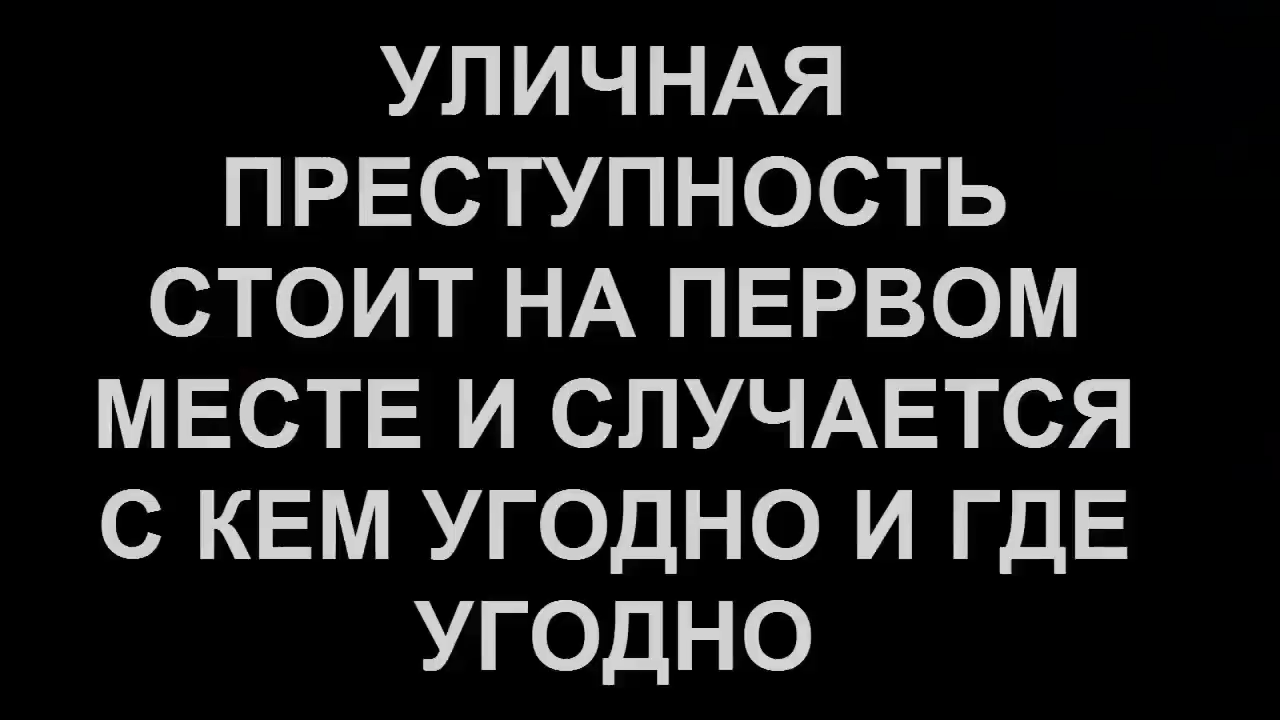 УЛИЧНАЯ
ПРЕСТУПНОСТЬ
СТОИТ НА ПЕРВОМ
МЕСТЕ И СЛУЧАЕТСЯ
С КЕМ УГОДНО И ГДЕ
УГОДНО